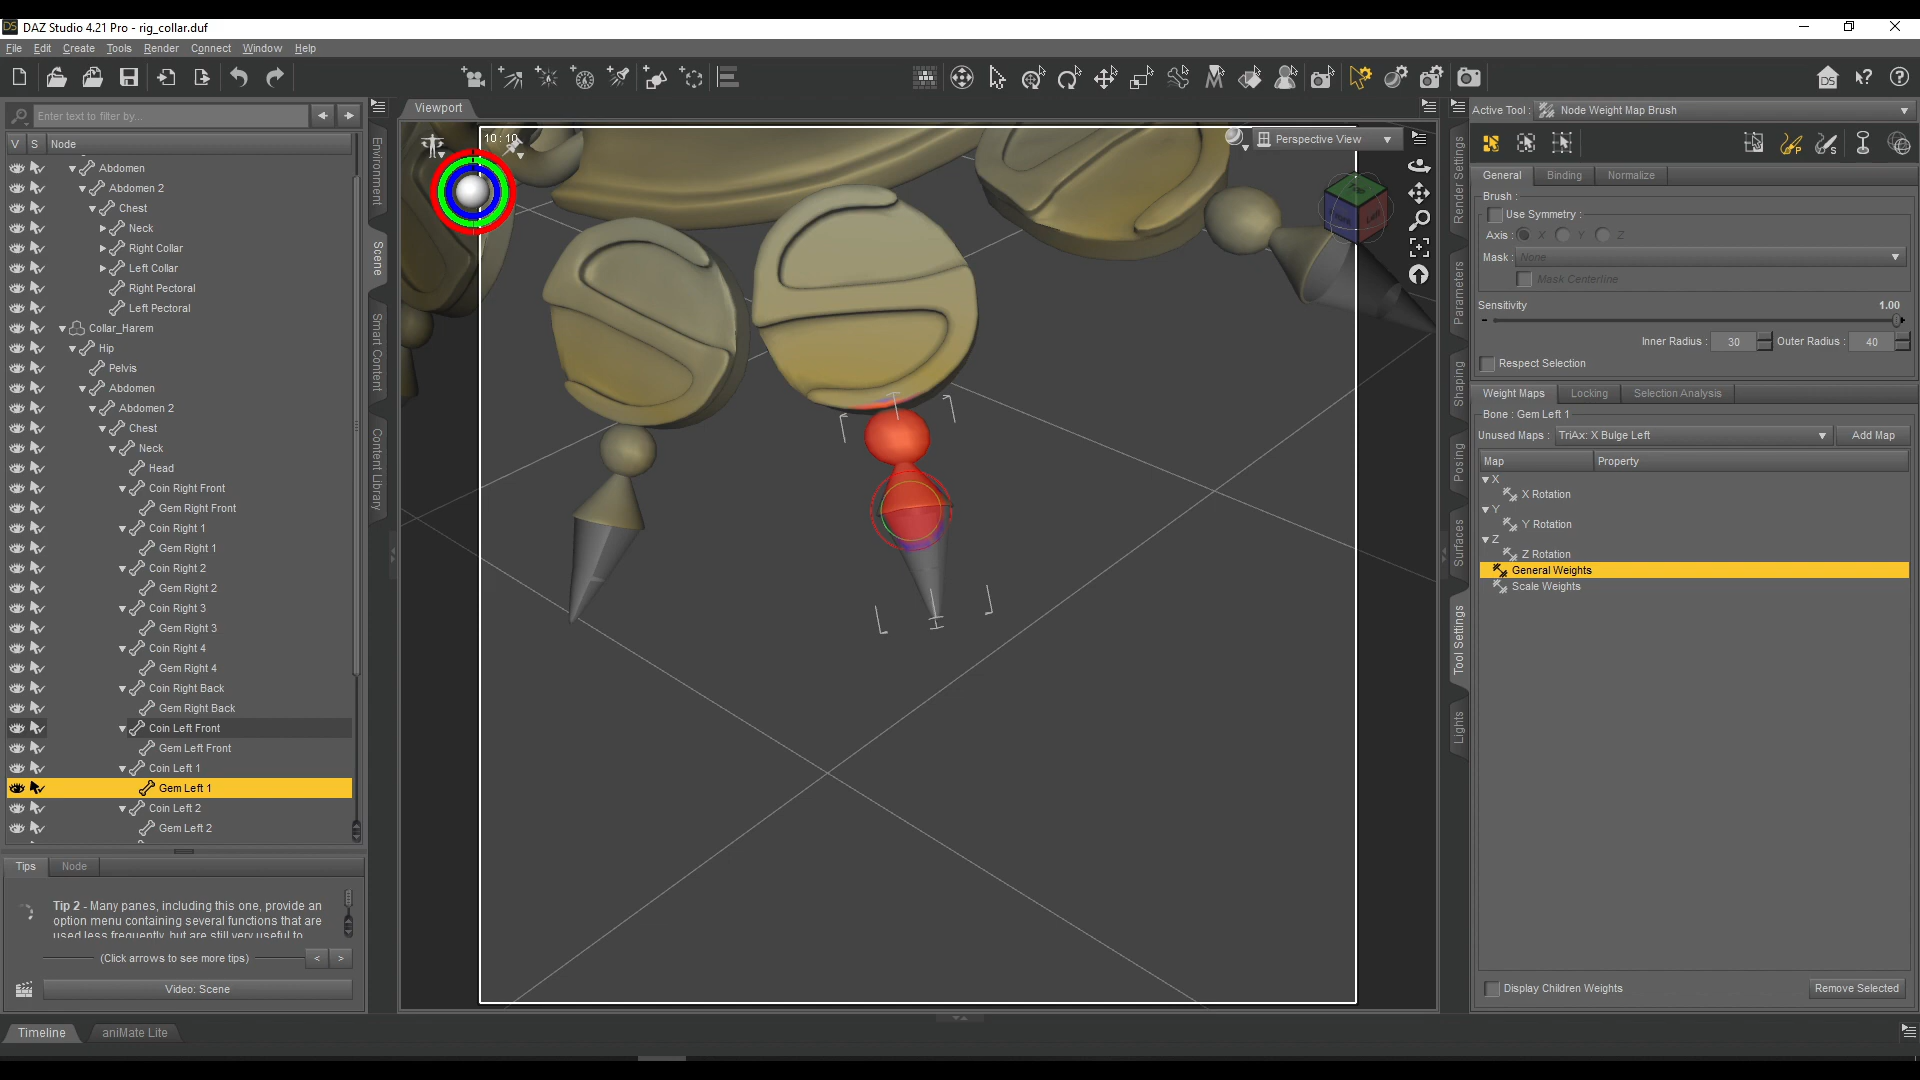 DAZ Studio 4.21 Pro - rig_collar.duf
File Edit Create Tools Render Connect Window Help
Enter text to filter by...
V S Node
Abdomen
Abdomen 2
Chest
Neck
Right Collar
Left Collar
Right Pectoral
Left Pectoral
Collar_Harem
Hip
Pelvis
Abdomen
Abdomen 2
Chest
Neck
Head
Coin Right Front
Gem Right Front
Coin Right 1
Gem Right 1
Coin Right 2
Gem Right 2
Coin Right 3
Gem Right 3
Coin Right 4
Gem Right 4
Coin Right Back
Gem Right Back
Coin Left Front
Gem Left Front
Coin Left 1
Gem Left 1
Coin Left 2
Gem Left 2
Tips Node
Tip 2 - Many panes, including this one, provide an
option menu containing several functions that are
used less frequently, but are still very useful to
(Click arrows to see more tips) < >
Video: Scene
Timeline aniMate Lite
Environment
Scene
Smart Content
Content Library
Viewport
10 : 10
Perspective View
Left
Render Settings
Parameters
Shaping
Posing
Surfaces
Tool Settings
Lights
Active Tool : Node Weight Map Brush
General Binding Normalize
Brush :
Use Symmetry :
Axis : X Y Z
Mask : None
Mask Centerline
Sensitivity 1.00
Inner Radius : 30 Outer Radius : 40
Respect Selection
Weight Maps Locking Selection Analysis
Bone : Gem Left 1
Unused Maps : TriAx: X Bulge Left Add Map
Map Property
X
X Rotation
Y
Y Rotation
Z
Z Rotation
General Weights
Scale Weights
Display Children Weights Remove Selected